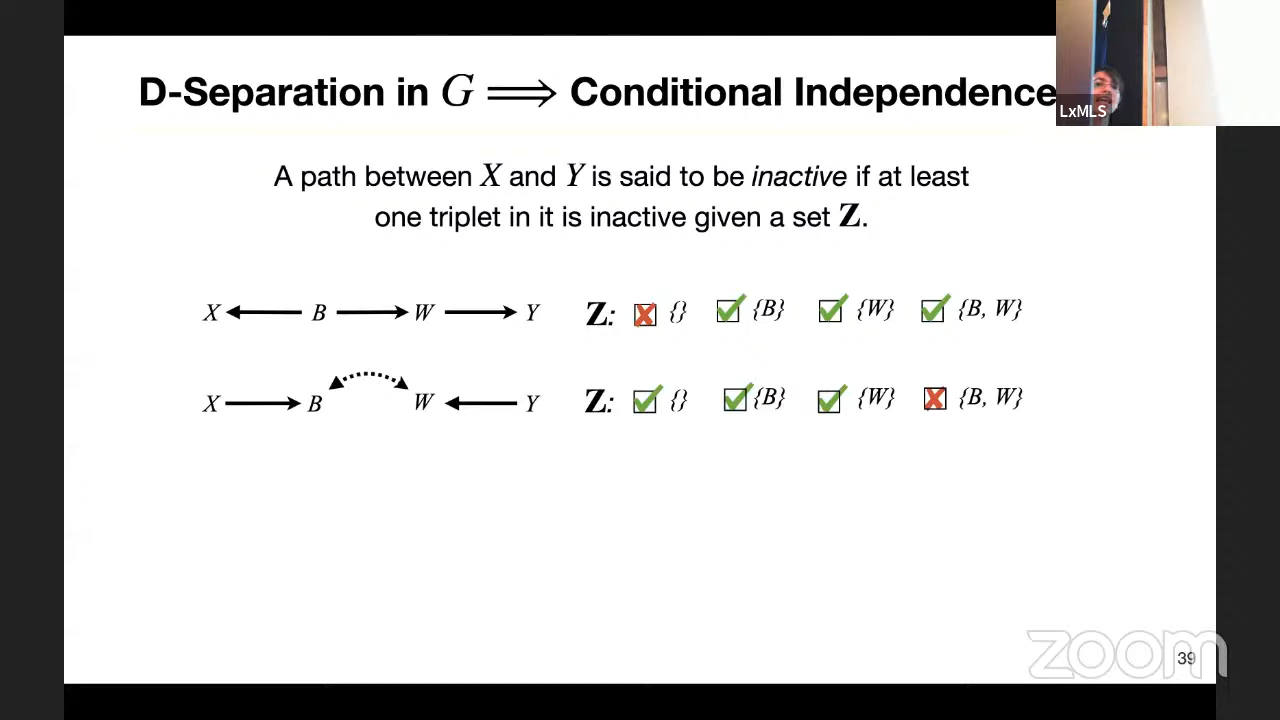 D-Separation in G ⟹ Conditional Independence
LxMLS
A path between X and Y is said to be inactive if at least
one triplet in it is inactive given a set Z.
X B W Y Z: {} {B} {W} {B, W}
X B W Y Z: {} {B} {W} {B, W}
zoom
39